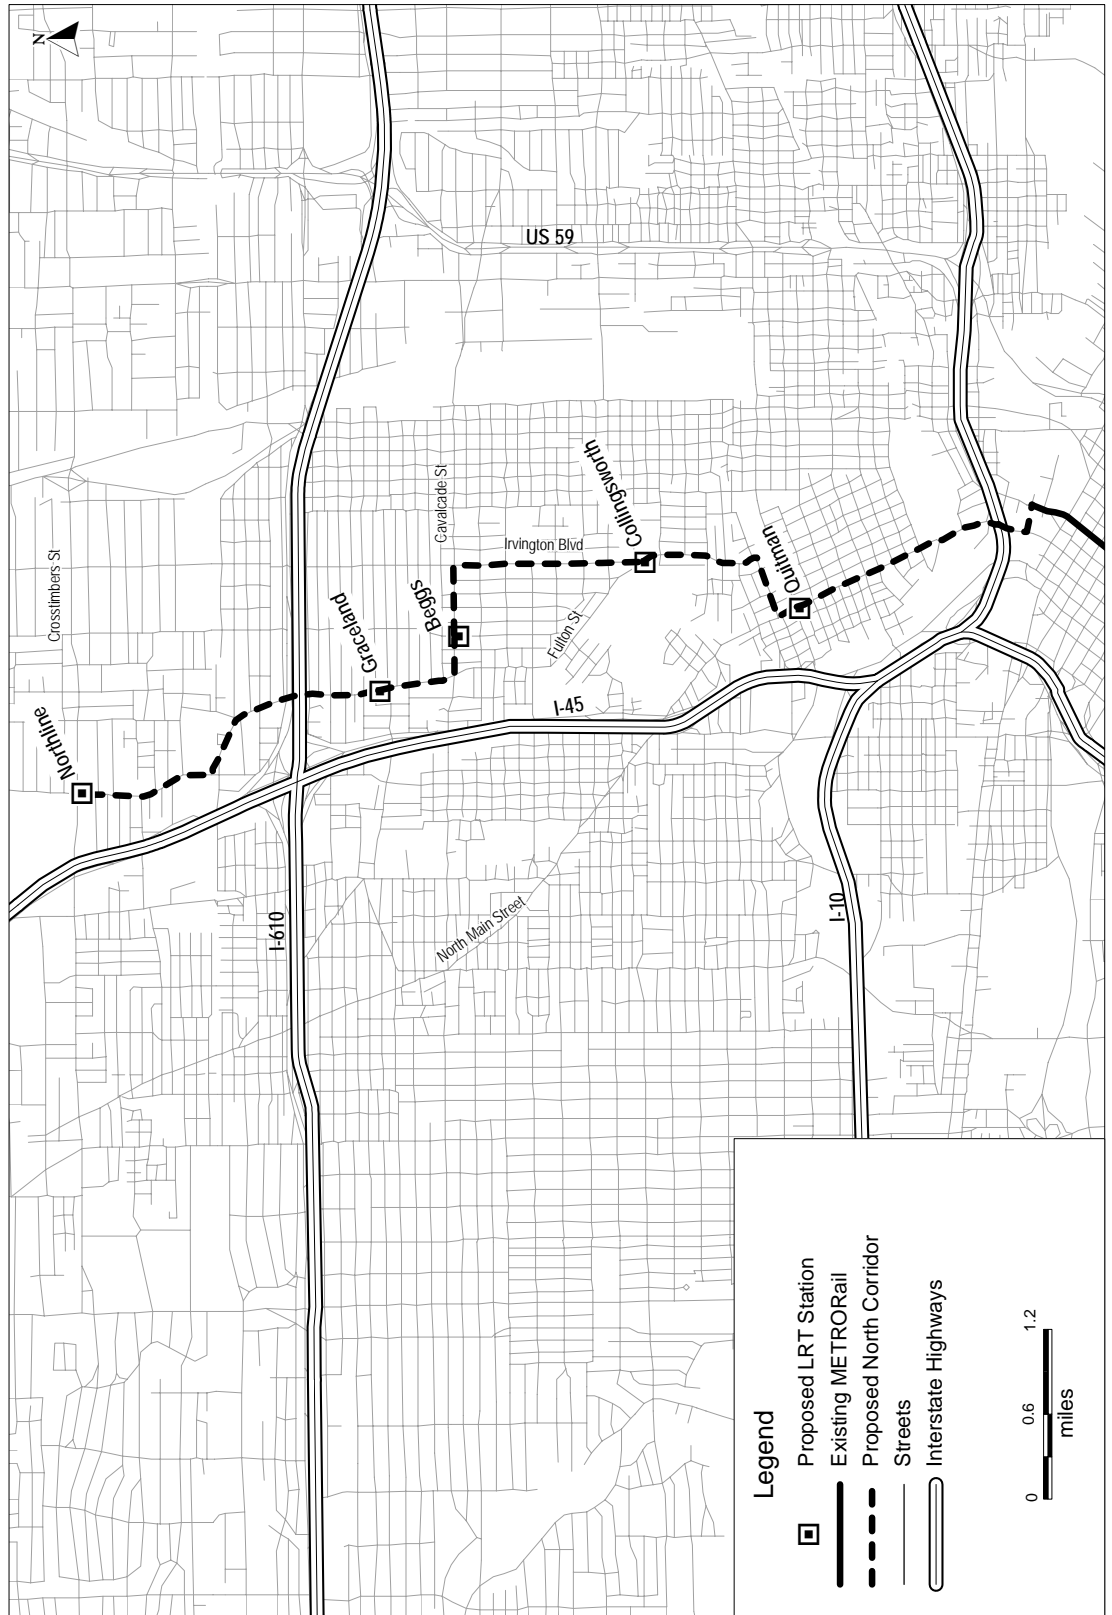 N
Crosstimbers St
Northline
Graceland
Beggs
Cavalcade St
Irvington Blvd
Collingsworth
Fulton St
Quitman
US 59
I-45
I-610
North Main Street
I-10
Legend
Proposed LRT Station
Existing METRORail
Proposed North Corridor
Streets
Interstate Highways
0 0.6 1.2
miles